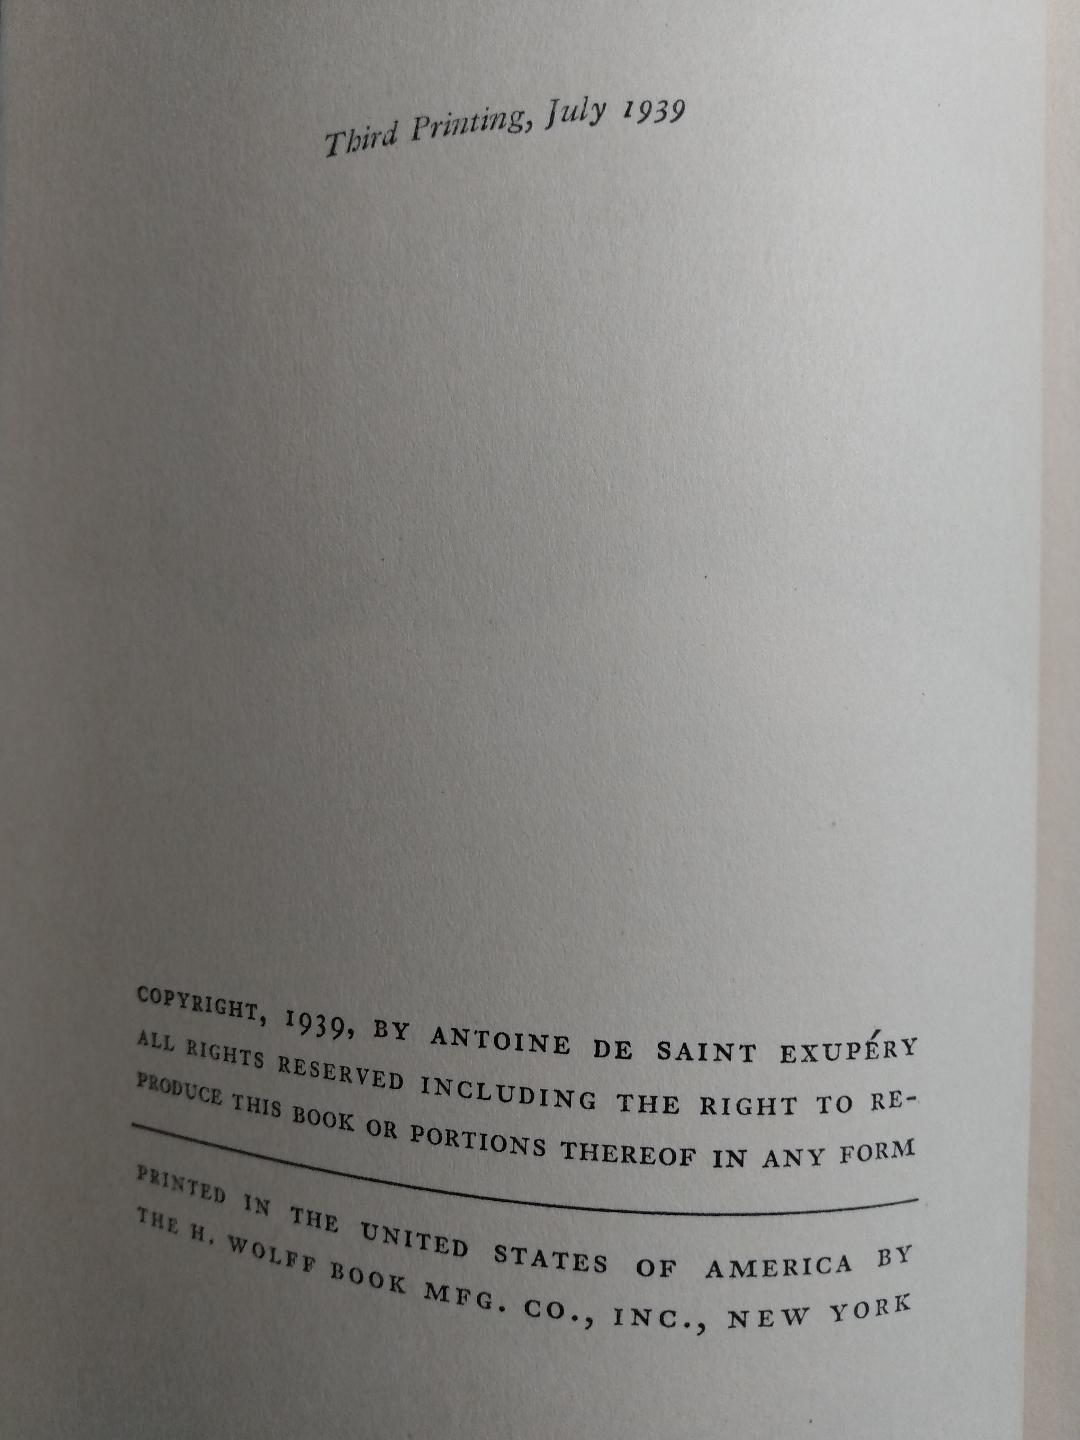 Third Printing, July 1939
COPYRIGHT, 1939, BY ANTOINE DE SAINT EXUPÉRY
ALL RIGHTS RESERVED INCLUDING THE RIGHT TO RE-
PRODUCE THIS BOOK OR PORTIONS THEREOF IN ANY FORM
PRINTED IN THE UNITED STATES OF AMERICA BY
THE H. WOLFF BOOK MFG. CO., INC., NEW YORK